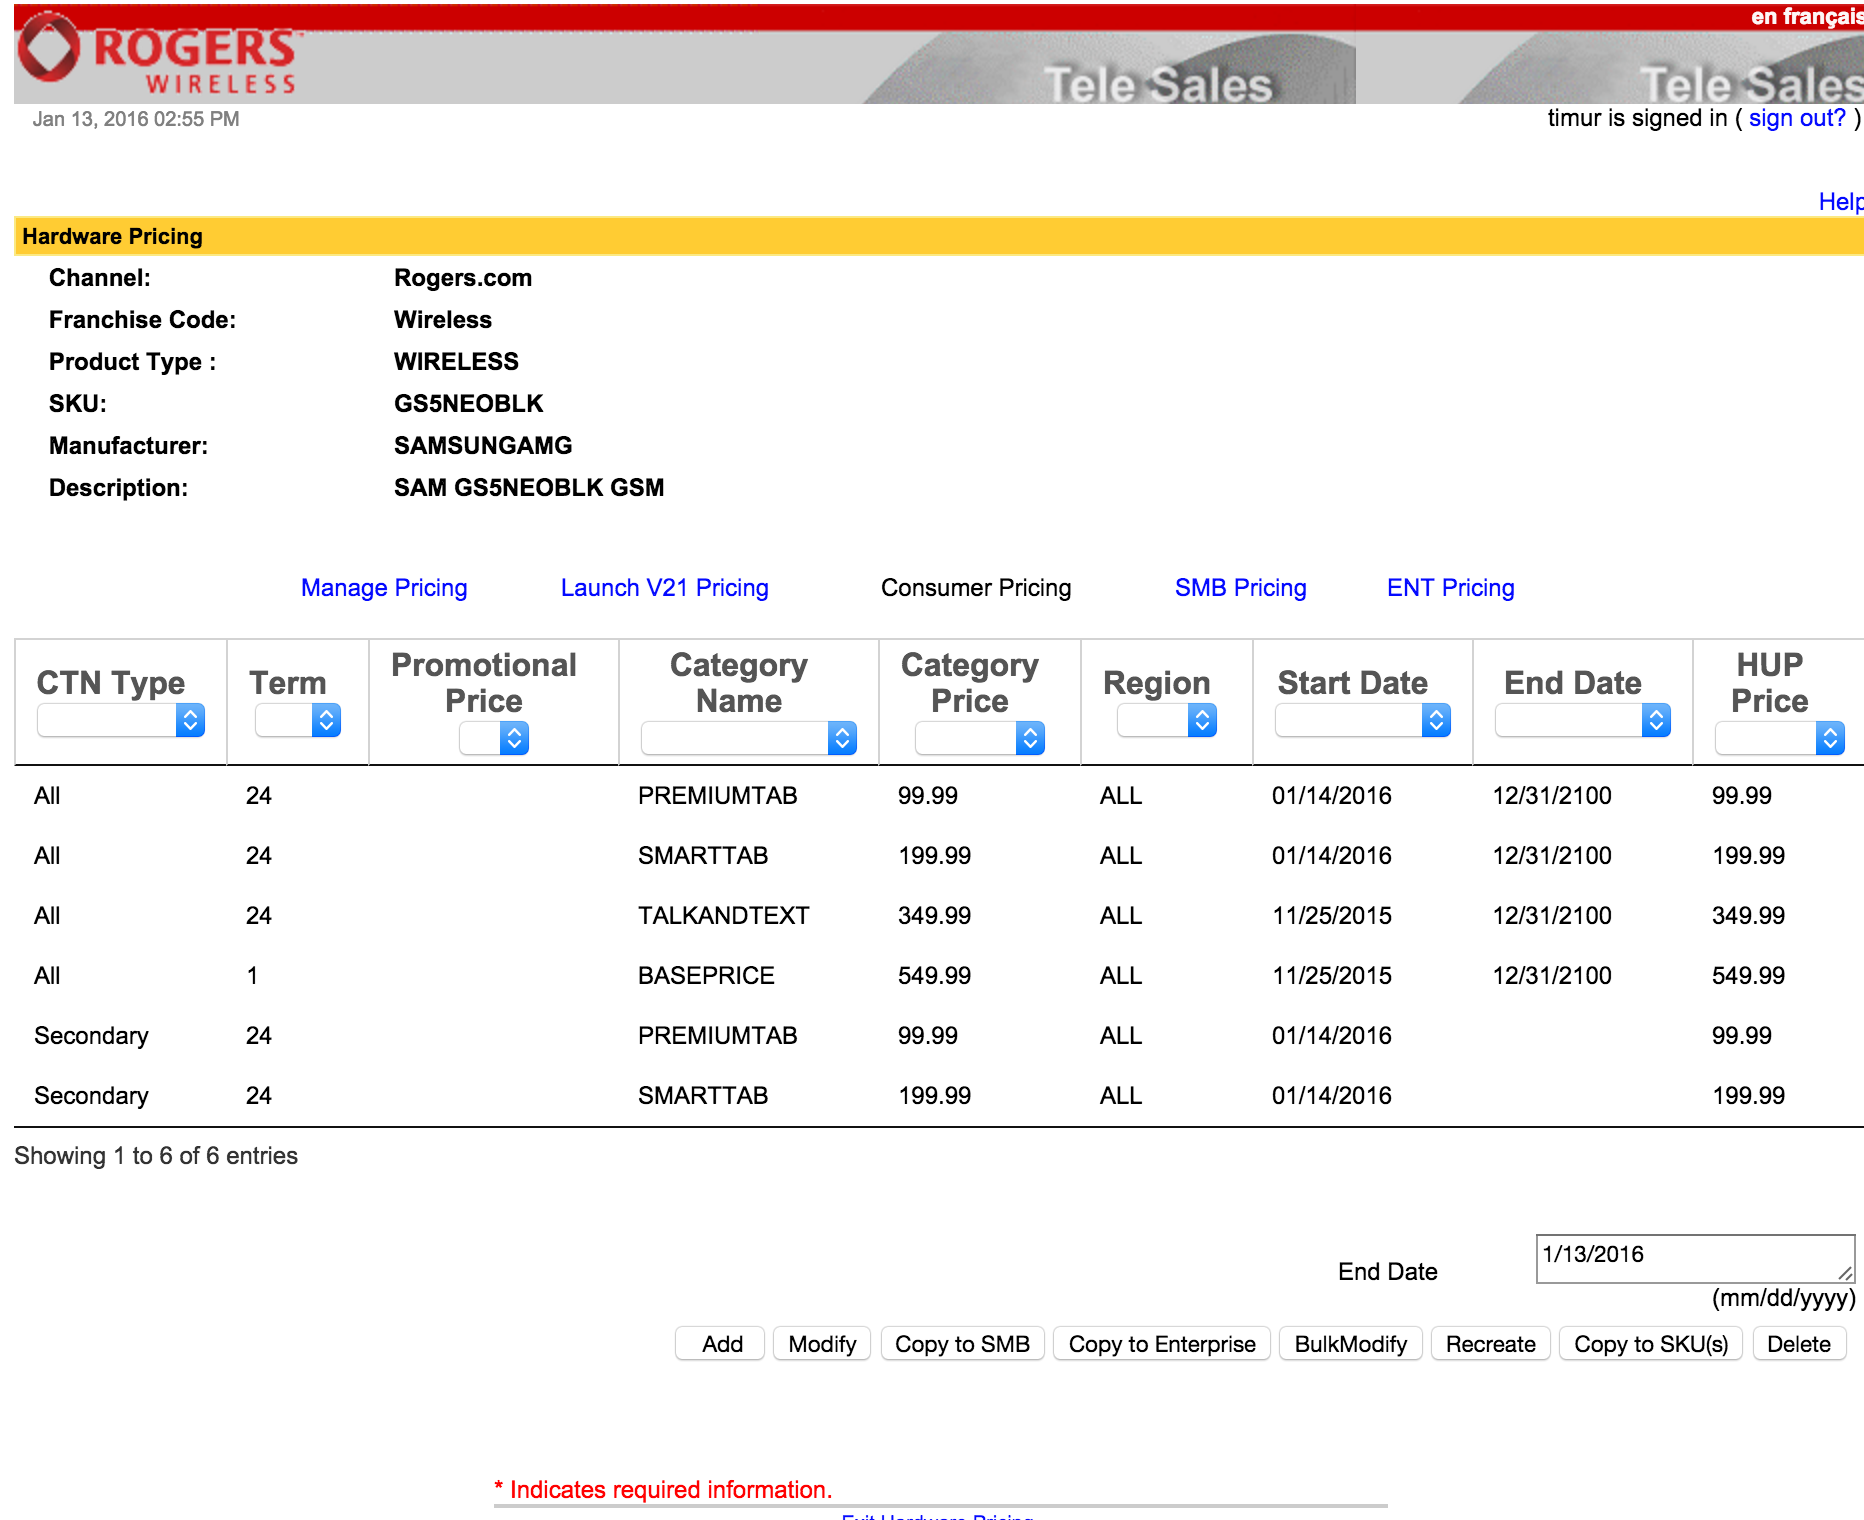 en français
ROGERS
WIRELESS
Tele Sales
Tele Sales
Jan 13, 2016 02:55 PM
timur is signed in ( sign out? )
Help
Hardware Pricing
Channel: Rogers.com
Franchise Code: Wireless
Product Type : WIRELESS
SKU: GS5NEOBLK
Manufacturer: SAMSUNGAMG
Description: SAM GS5NEOBLK GSM
Manage Pricing Launch V21 Pricing Consumer Pricing SMB Pricing ENT Pricing
CTN Type Term Promotional Price Category Name Category Price Region Start Date End Date HUP Price
All 24 PREMIUMTAB 99.99 ALL 01/14/2016 12/31/2100 99.99
All 24 SMARTTAB 199.99 ALL 01/14/2016 12/31/2100 199.99
All 24 TALKANDTEXT 349.99 ALL 11/25/2015 12/31/2100 349.99
All 1 BASEPRICE 549.99 ALL 11/25/2015 12/31/2100 549.99
Secondary 24 PREMIUMTAB 99.99 ALL 01/14/2016 99.99
Secondary 24 SMARTTAB 199.99 ALL 01/14/2016 199.99
Showing 1 to 6 of 6 entries
End Date 1/13/2016
(mm/dd/yyyy)
Add Modify Copy to SMB Copy to Enterprise BulkModify Recreate Copy to SKU(s) Delete
* Indicates required information.
Exit Hardware Pricing